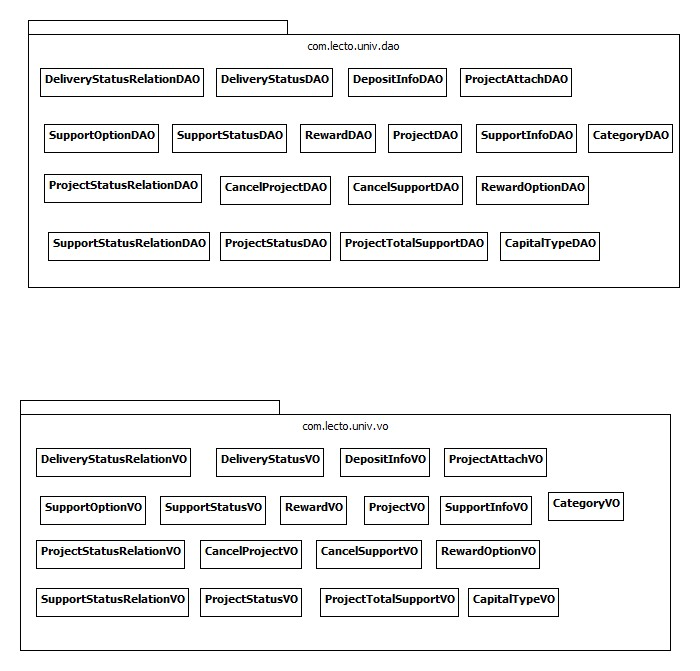 com.lecto.univ.dao
DeliveryStatusRelationDAO DeliveryStatusDAO DepositInfoDAO ProjectAttachDAO
SupportOptionDAO SupportStatusDAO RewardDAO ProjectDAO SupportInfoDAO CategoryDAO
ProjectStatusRelationDAO CancelProjectDAO CancelSupportDAO RewardOptionDAO
SupportStatusRelationDAO ProjectStatusDAO ProjectTotalSupportDAO CapitalTypeDAO
com.lecto.univ.vo
DeliveryStatusRelationVO DeliveryStatusVO DepositInfoVO ProjectAttachVO
SupportOptionVO SupportStatusVO RewardVO ProjectVO SupportInfoVO CategoryVO
ProjectStatusRelationVO CancelProjectVO CancelSupportVO RewardOptionVO
SupportStatusRelationVO ProjectStatusVO ProjectTotalSupportVO CapitalTypeVO